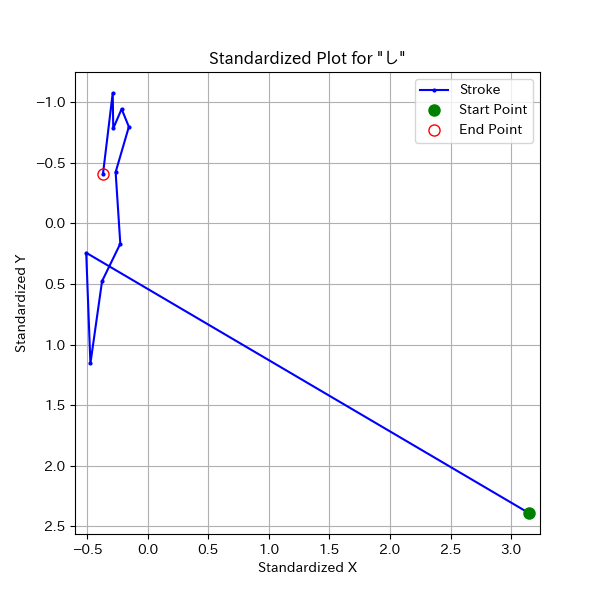 Standardized Plot for "し"
Stroke
Start Point
End Point
−1.0
−0.5
0.0
0.5
1.0
1.5
2.0
2.5
Standardized Y
−0.5 0.0 0.5 1.0 1.5 2.0 2.5 3.0
Standardized X